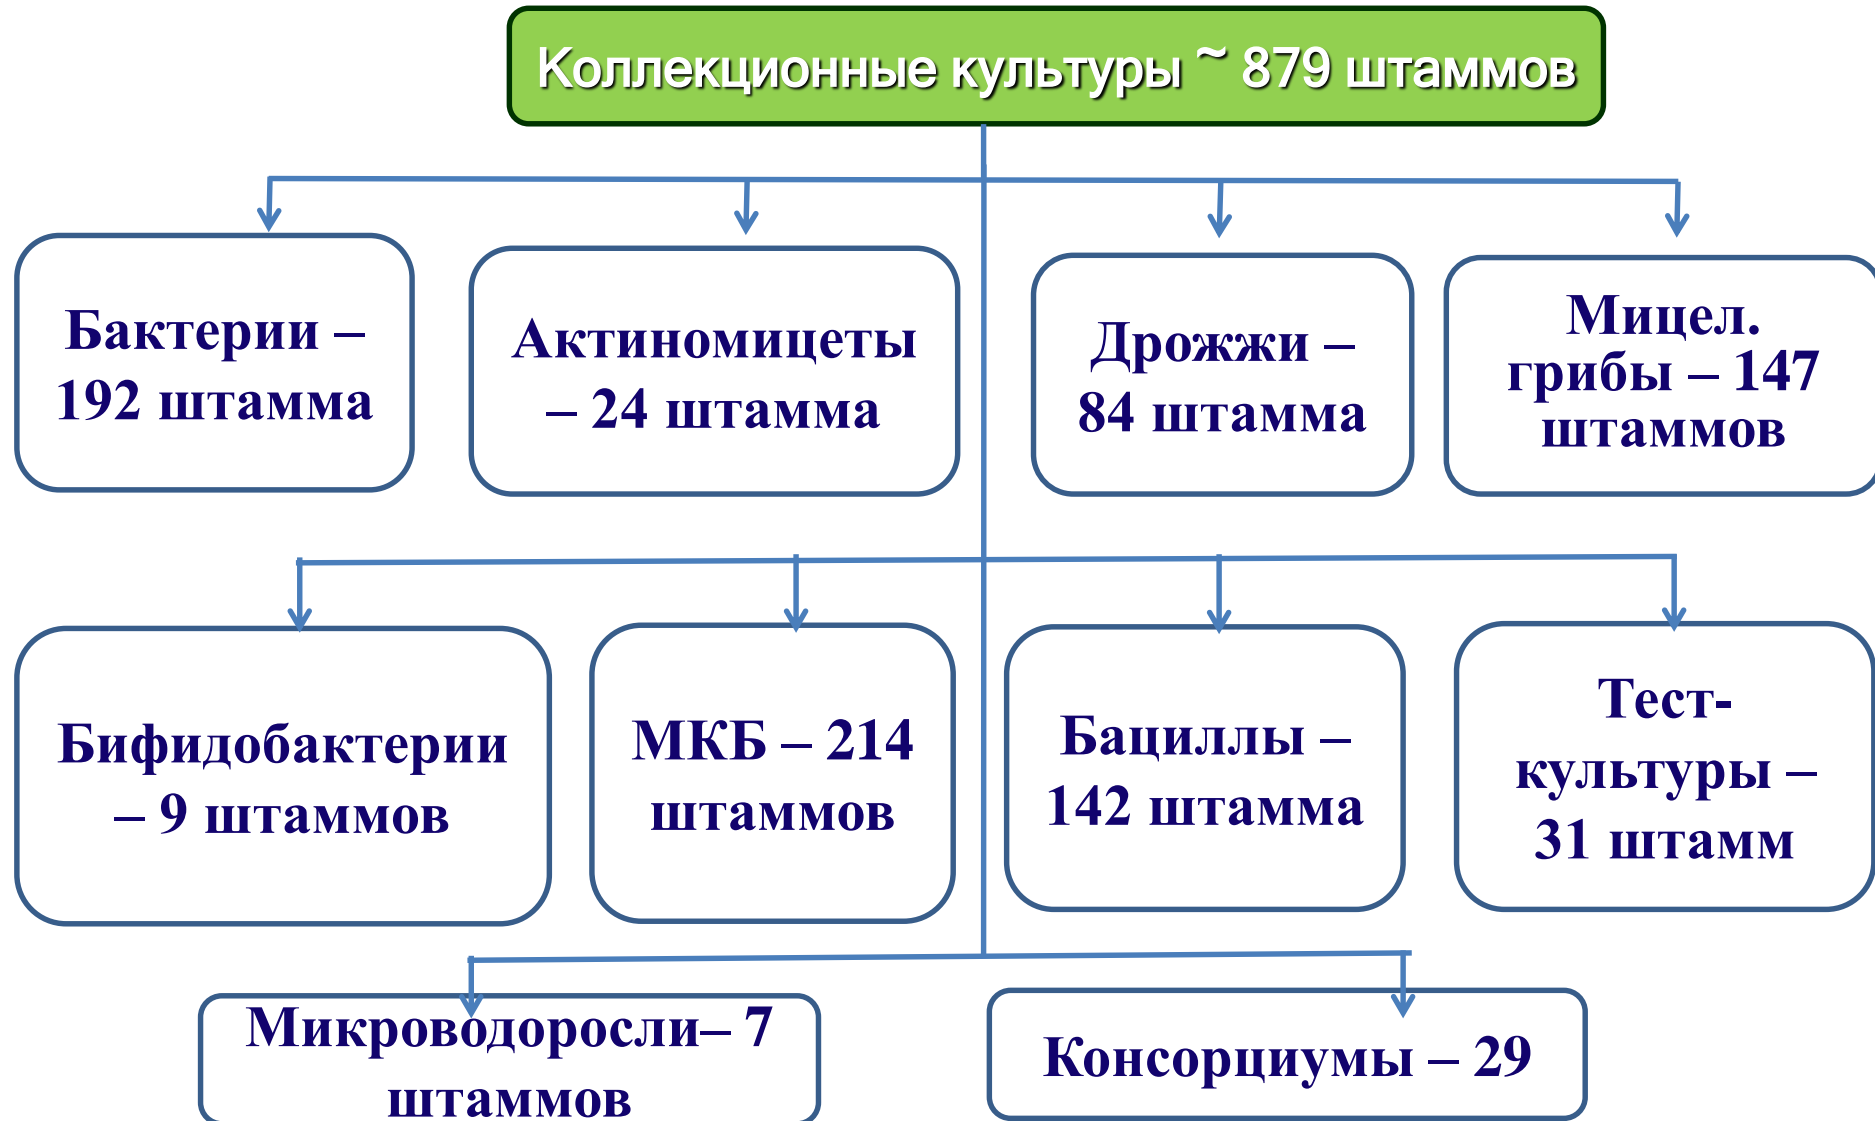 Коллекционные культуры ~ 879 штаммов
Бактерии –
192 штамма
Актиномицеты
– 24 штамма
Дрожжи –
84 штамма
Мицел.
грибы – 147
штаммов
Бифидобактерии
– 9 штаммов
МКБ – 214
штаммов
Бациллы –
142 штамма
Тест-
культуры –
31 штамм
Микроводоросли– 7
штаммов
Консорциумы – 29